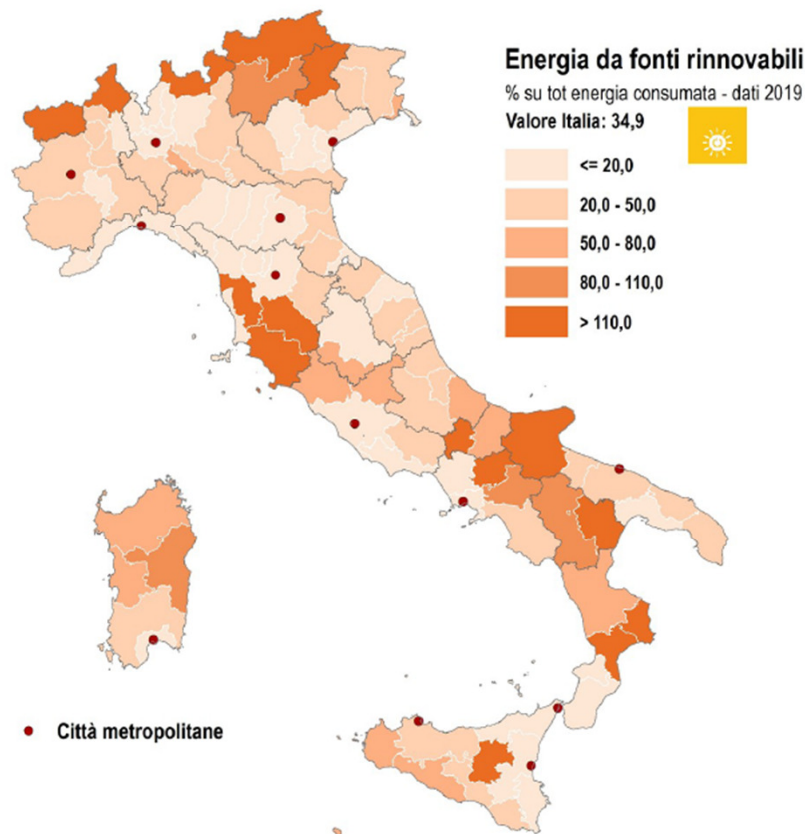 Energia da fonti rinnovabili
% su tot energia consumata - dati 2019
Valore Italia: 34,9
<= 20,0
20,0 - 50,0
50,0 - 80,0
80,0 - 110,0
> 110,0
Città metropolitane